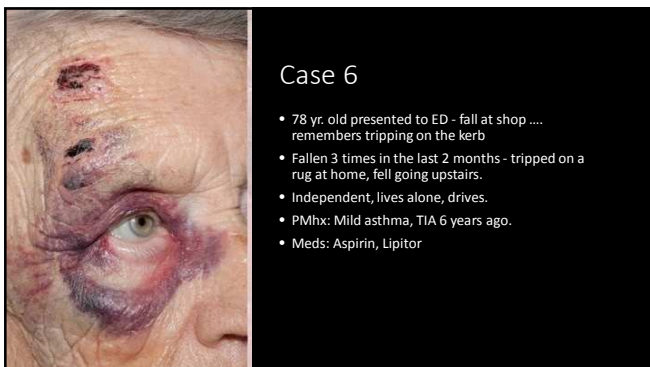 Case 6
• 78 yr. old presented to ED - fall at shop ....
remembers tripping on the kerb
• Fallen 3 times in the last 2 months - tripped on a
rug at home, fell going upstairs.
• Independent, lives alone, drives.
• PMhx: Mild asthma, TIA 6 years ago.
• Meds: Aspirin, Lipitor